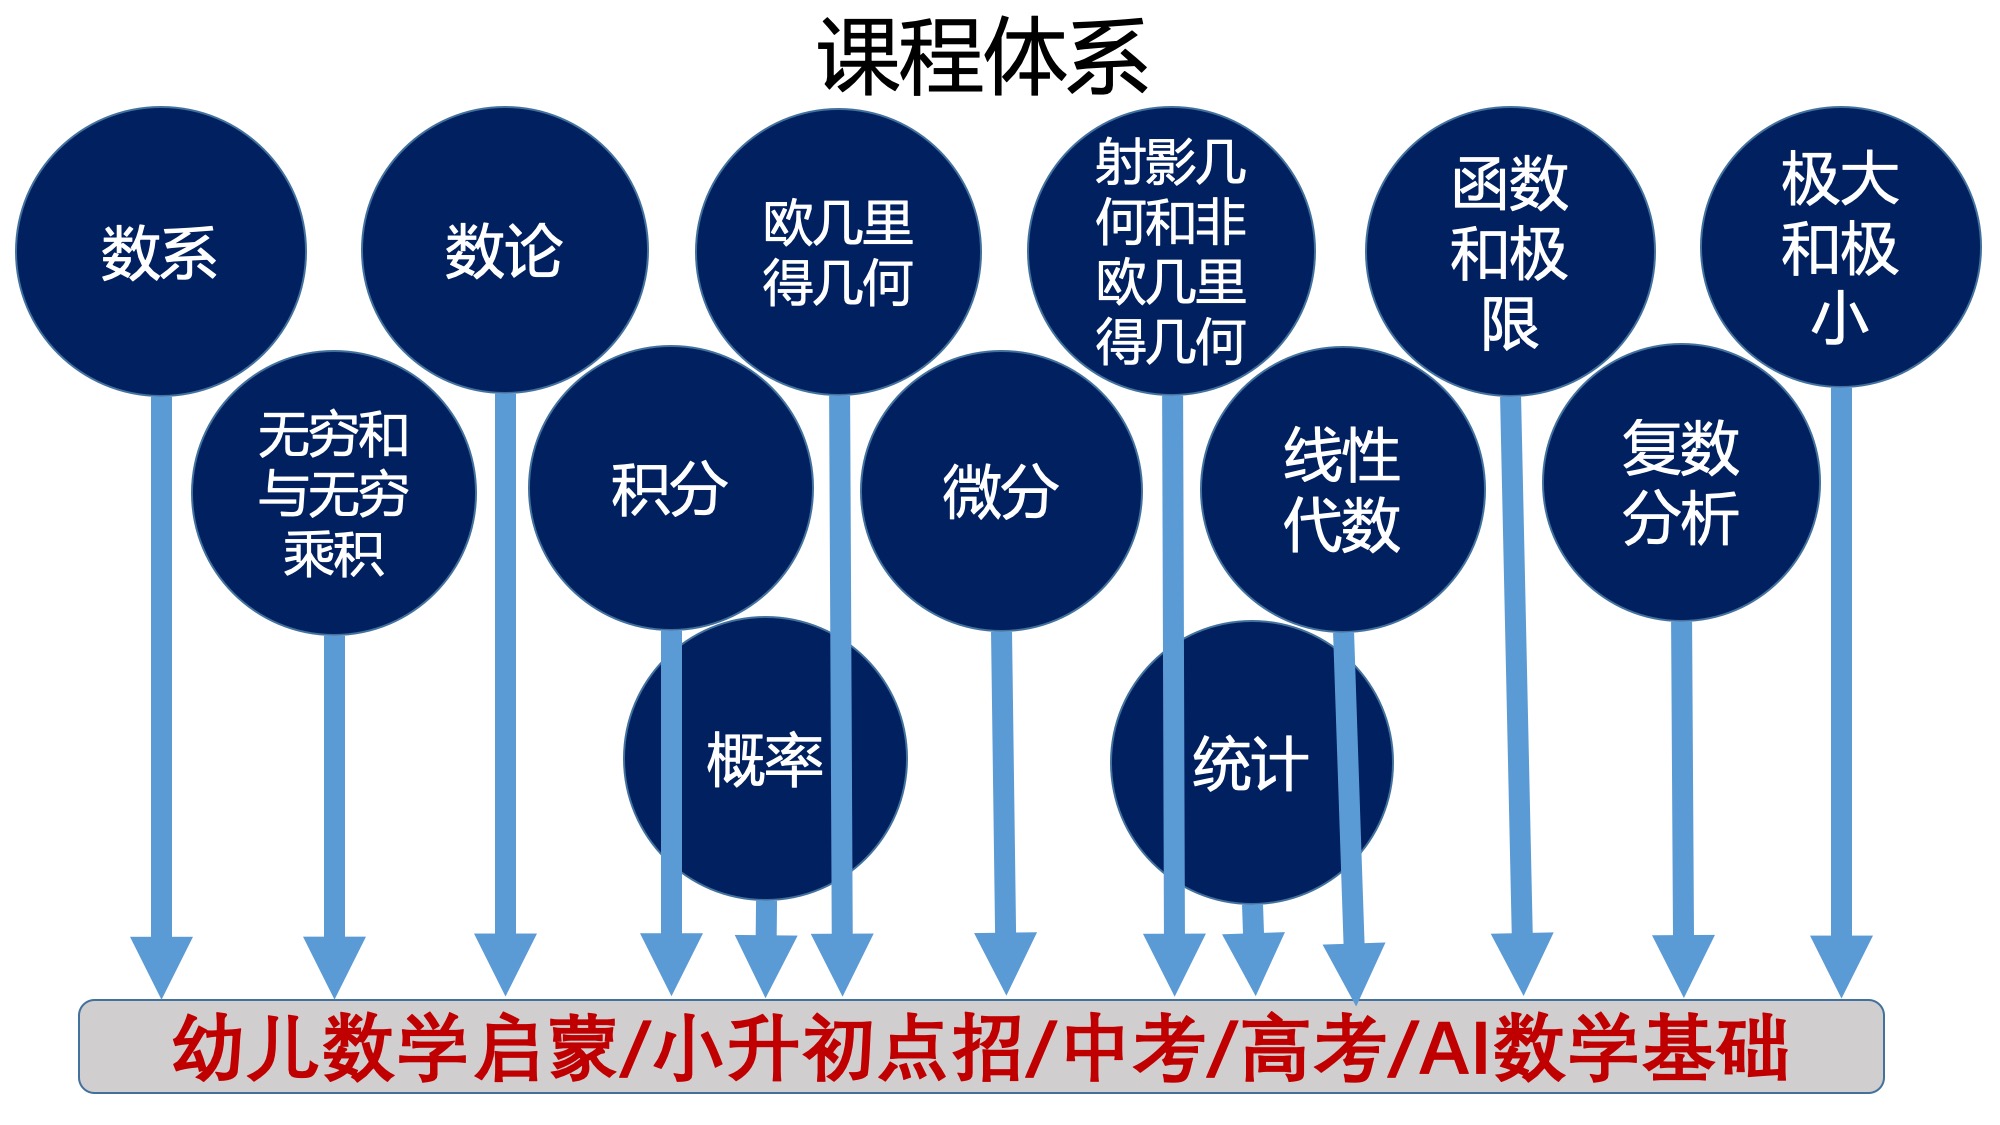 课程体系
数系
数论
欧几里
得几何
射影几
何和非
欧几里
得几何
函数
和极
限
极大
和极
小
无穷和
与无穷
乘积
积分
微分
线性
代数
复数
分析
概率
统计
幼儿数学启蒙/小升初点招/中考/高考/AI数学基础